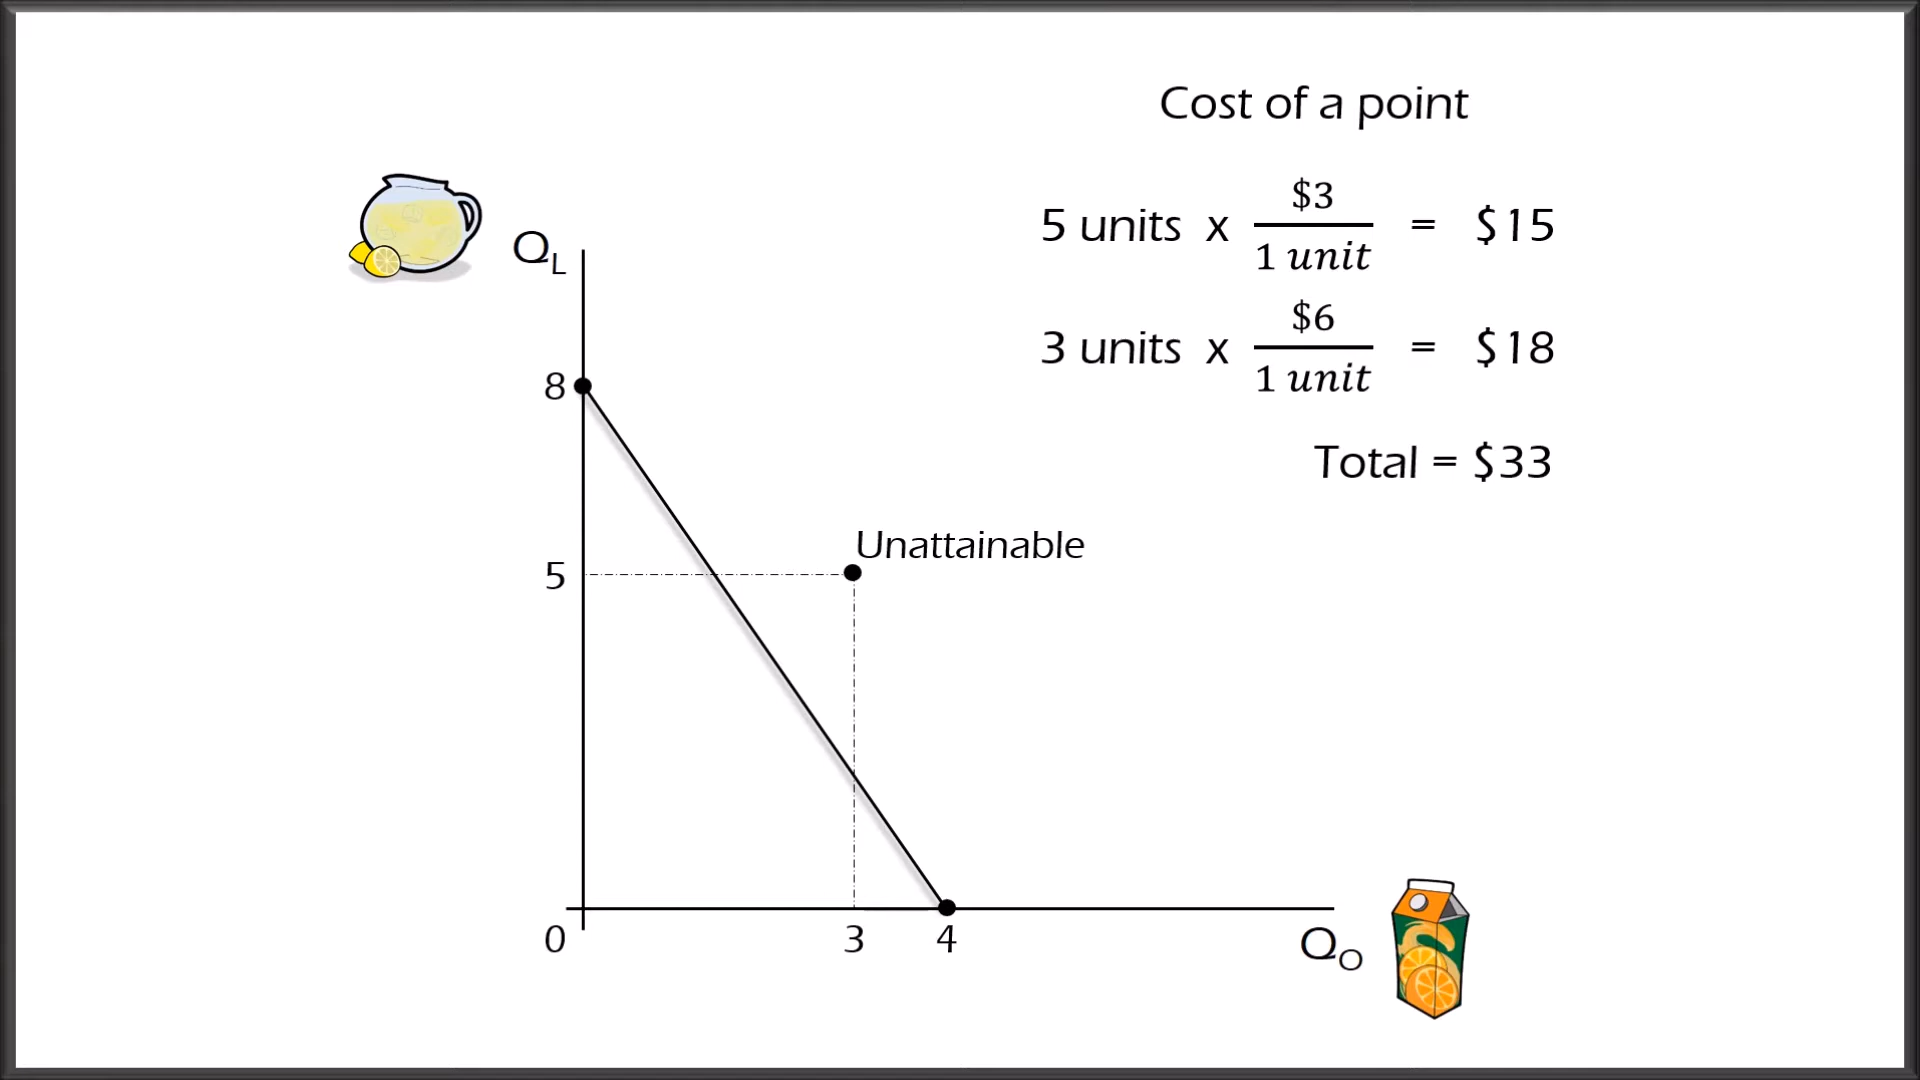 Cost of a point
5 units x $3/1 unit = $15
3 units x $6/1 unit = $18
Total = $33
QL
8
Unattainable
5
0
3
4
QO